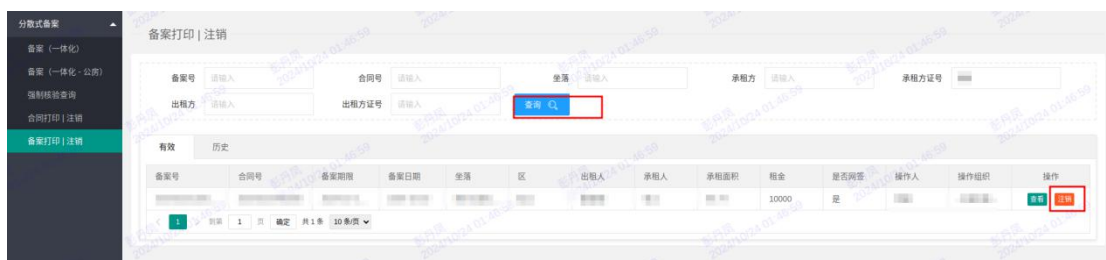 分散式备案
备案（一体化）
备案（一体化 - 公房）
强制核验查询
合同打印 | 注销
备案打印 | 注销
备案打印 | 注销
备案号 请输入 合同号 请输入 坐落 请输入 承租方 请输入 承租方证号
出租方 请输入 出租方证号 请输入 查询
有效 历史
备案号 合同号 备案期限 备案日期 坐落 区 出租人 承租人 承租面积 租金 是否网签 操作人 操作组织 操作
10000 是 查看 注销
1 到第 1 页 确定 共 1 条 10 条/页